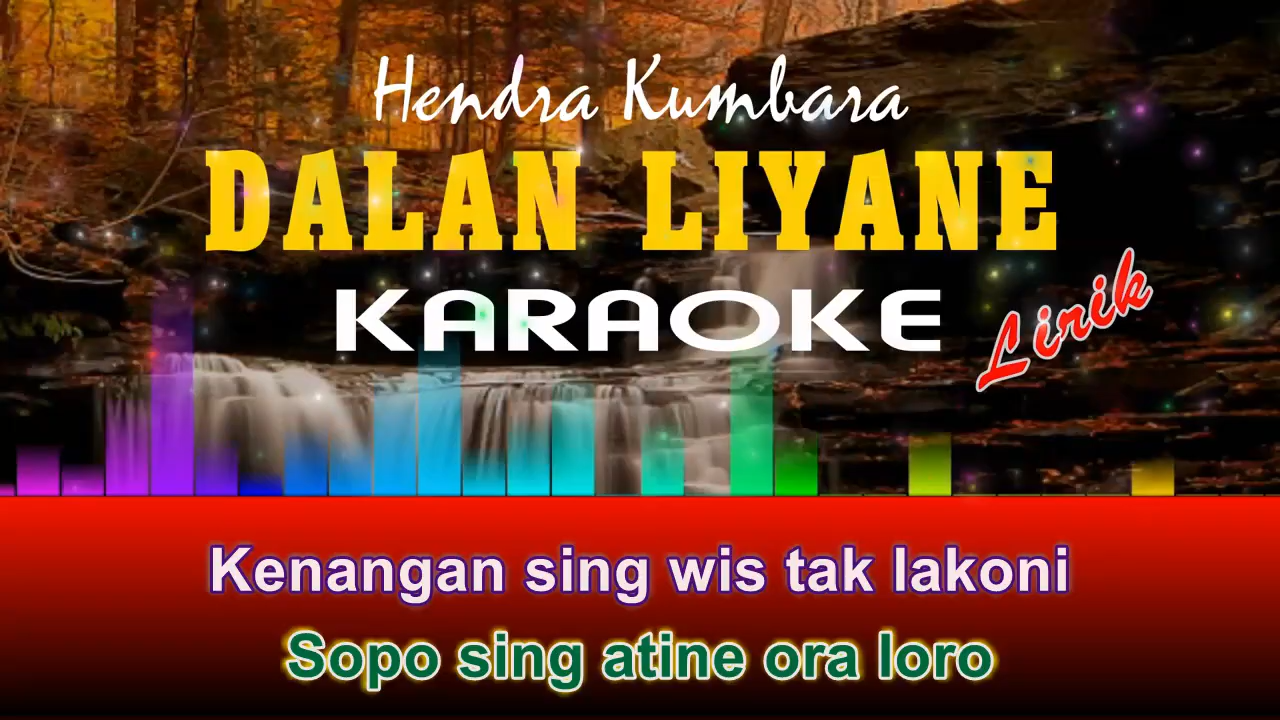 Hendra Kumbara
DALAN LIYANE
KARAOKE
Lirik
Kenangan sing wis tak lakoni
Sopo sing atine ora loro